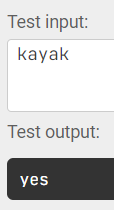 Test input:
kayak
Test output:
yes